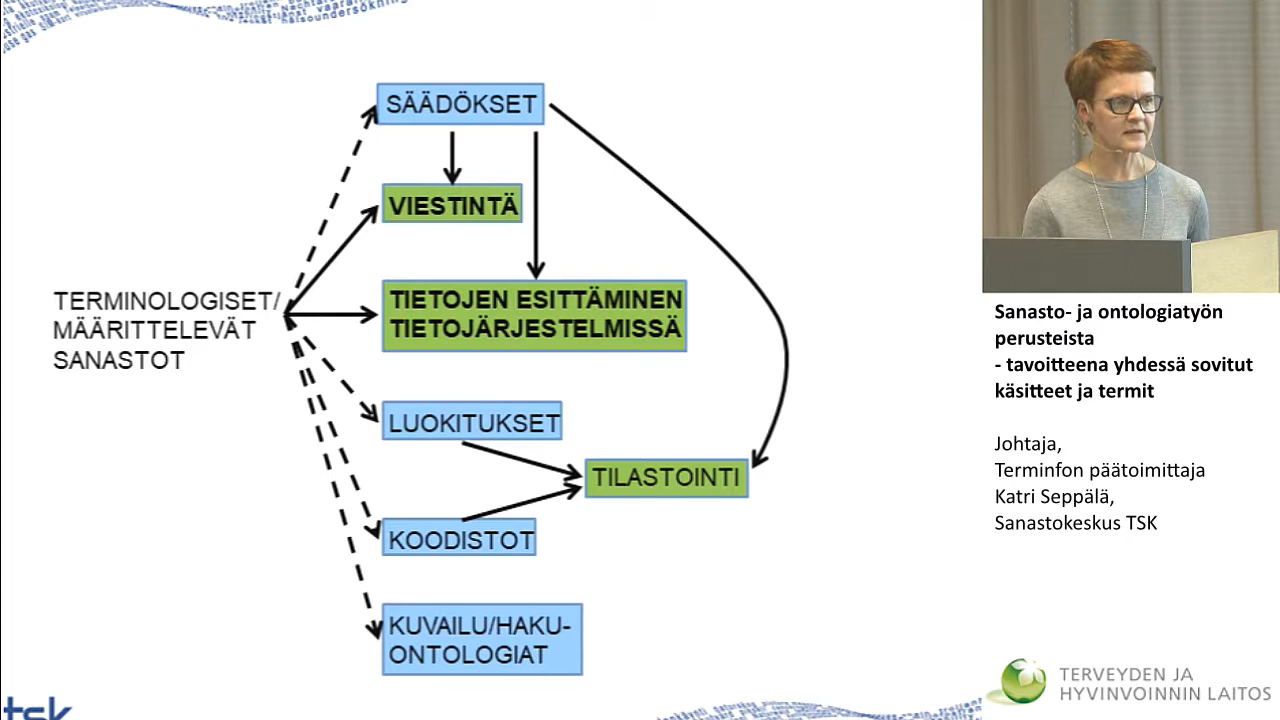 SÄÄDÖKSET
VIESTINTÄ
TERMINOLOGISET/
MÄÄRITTELEVÄT
SANASTOT
TIETOJEN ESITTÄMINEN
TIETOJÄRJESTELMISSÄ
LUOKITUKSET
TILASTOINTI
KOODISTOT
KUVAILU/HAKU-
ONTOLOGIAT
tsk
Sanasto- ja ontologiatyön
perusteista
- tavoitteena yhdessä sovitut
käsitteet ja termit
Johtaja,
Terminfon päätoimittaja
Katri Seppälä,
Sanastokeskus TSK
TERVEYDEN JA
HYVINVOINNIN LAITOS